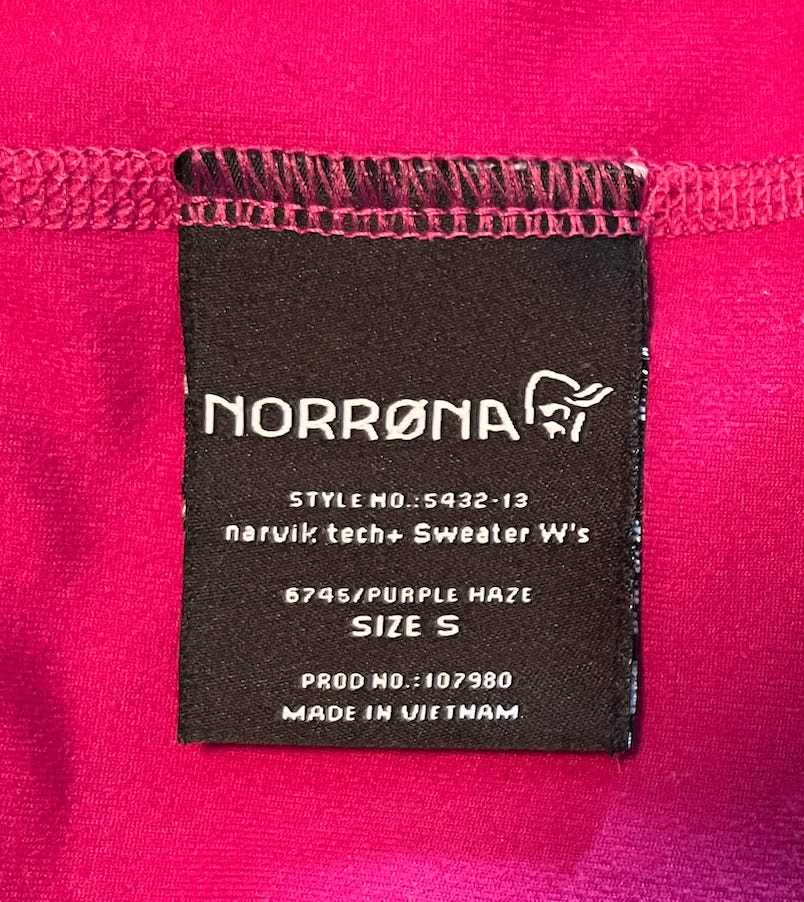 NORRØNA
STYLE NO.:5432-13
narvik tech+ Sweater W's
6745/PURPLE HAZE
SIZE S
PROD NO.:107980
MADE IN VIETNAM